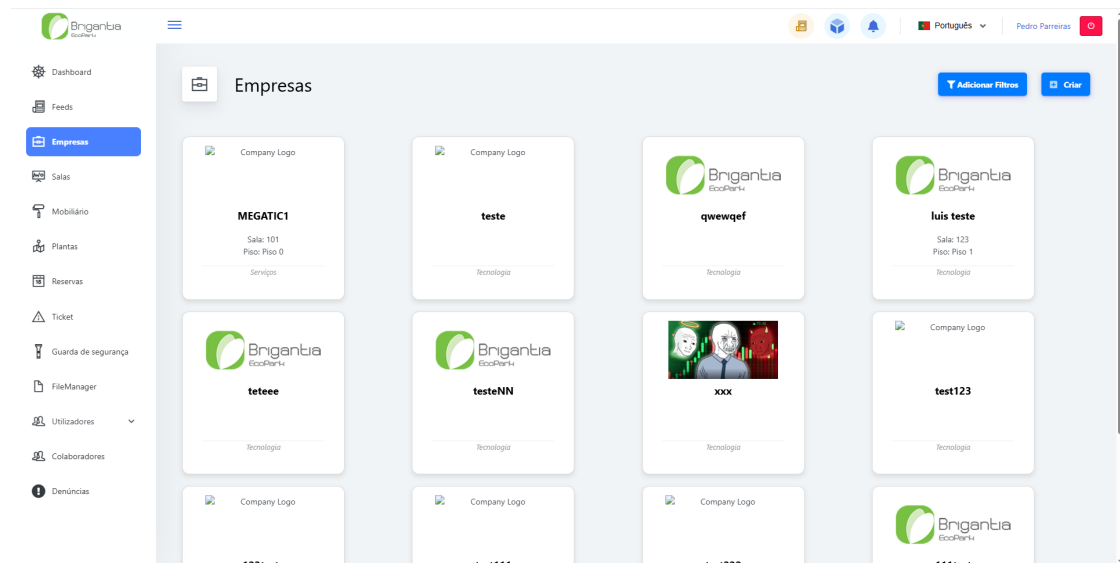 Brigantia
EcoPark
Português
Pedro Parreiras
Dashboard
Feeds
Empresas
Salas
Mobiliário
Plantas
Reservas
Ticket
Guarda de segurança
FileManager
Utilizadores
Colaboradores
Denúncias
Empresas
Adicionar Filtros
Criar
Company Logo
MEGATIC1
Sala: 101
Piso: Piso 0
Serviços
Company Logo
teste
Tecnologia
Brigantia
EcoPark
qwewqef
Tecnologia
Brigantia
EcoPark
luis teste
Sala: 123
Piso: Piso 1
Tecnologia
Brigantia
EcoPark
teteee
Tecnologia
Brigantia
EcoPark
testeNN
Tecnologia
xxx
Tecnologia
Company Logo
test123
Tecnologia
Company Logo
Company Logo
Company Logo
Brigantia
EcoPark